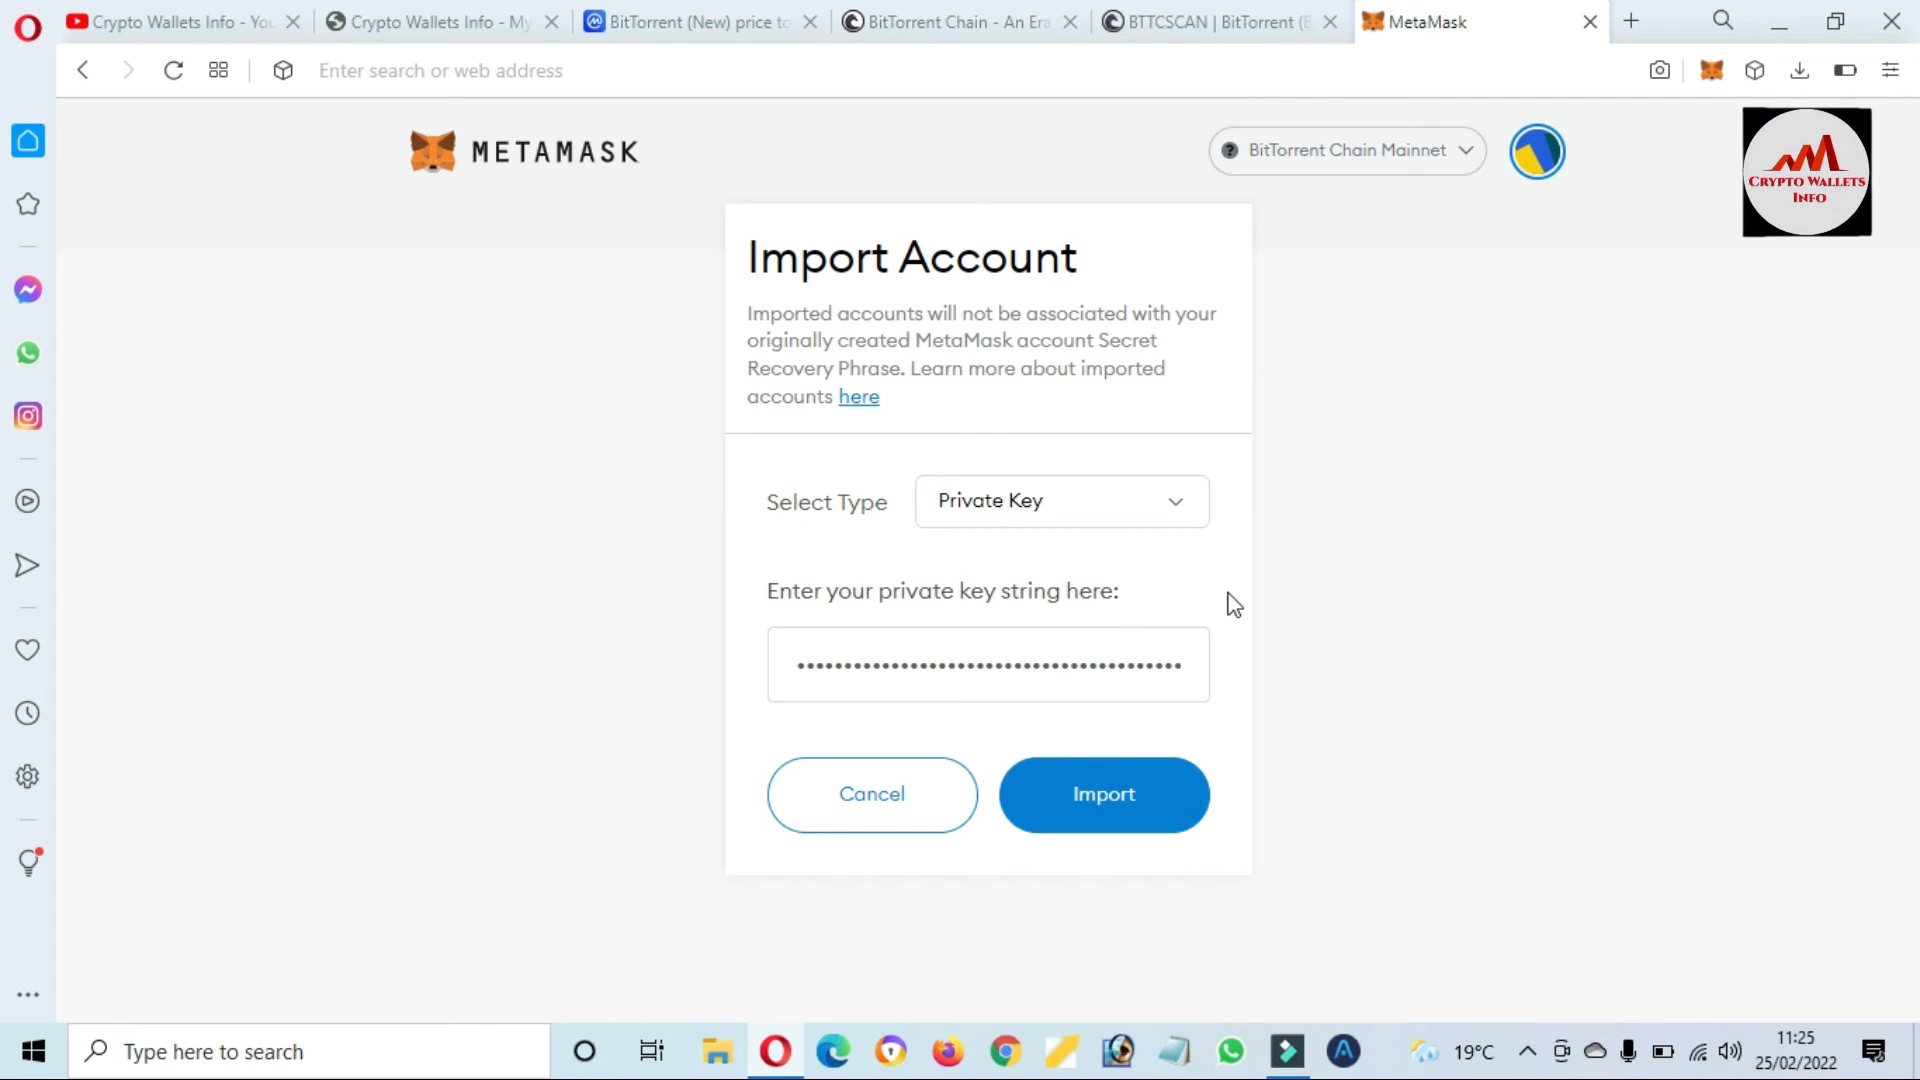 Crypto Wallets Info - You
Crypto Wallets Info - My
BitTorrent (New) price to
BitTorrent Chain - An Era
BTTCSCAN | BitTorrent (B
MetaMask
Enter search or web address
METAMASK
BitTorrent Chain Mainnet
CRYPTO WALLETS
INFO
Import Account
Imported accounts will not be associated with your
originally created MetaMask account Secret
Recovery Phrase. Learn more about imported
accounts here
Select Type
Private Key
Enter your private key string here:
Cancel
Import
Type here to search
19°C
11:25
25/02/2022